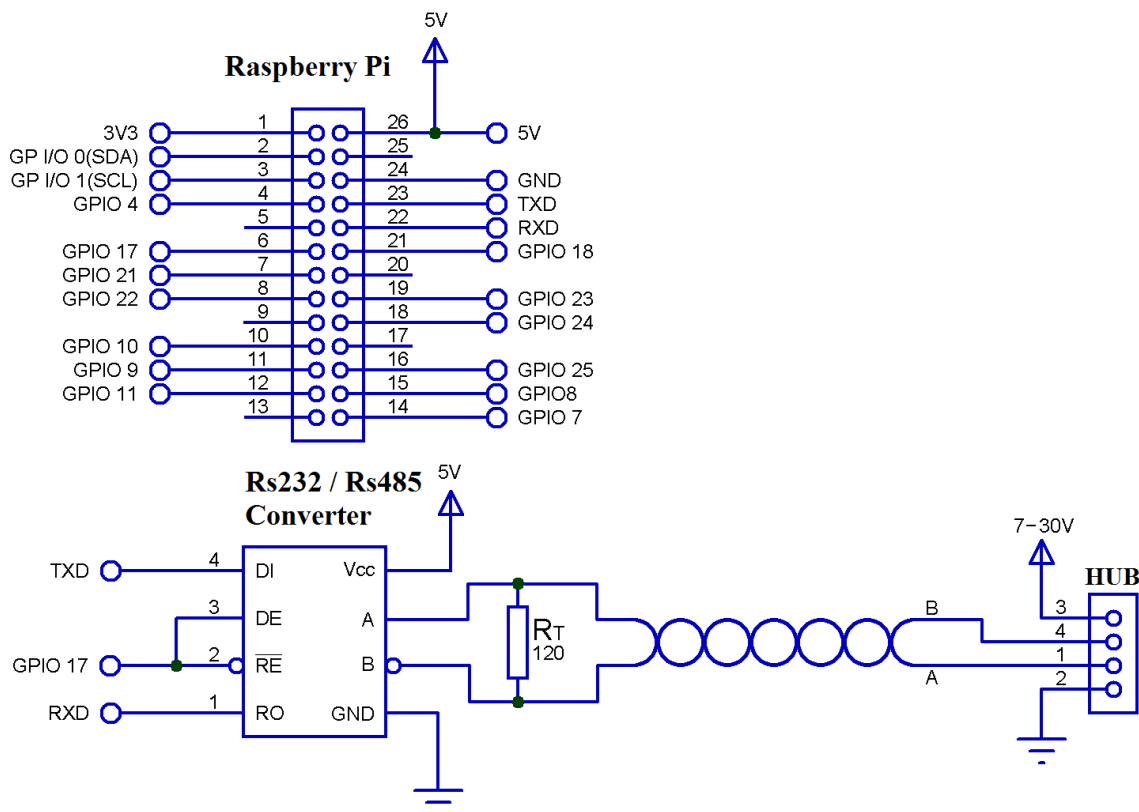 5V
Raspberry Pi
3V3 1 26 5V
GP I/O 0(SDA) 2 25
GP I/O 1(SCL) 3 24 GND
GPIO 4 4 23 TXD
5 22 RXD
GPIO 17 6 21 GPIO 18
GPIO 21 7 20
GPIO 22 8 19 GPIO 23
9 18 GPIO 24
GPIO 10 10 17
GPIO 9 11 16 GPIO 25
GPIO 11 12 15 GPIO8
13 14 GPIO 7
Rs232 / Rs485
Converter
5V
7-30V
HUB
TXD 4 DI Vcc
3 DE A
GPIO 17 2 RE B
RXD 1 RO GND
RT
120
B
A
3
4
1
2